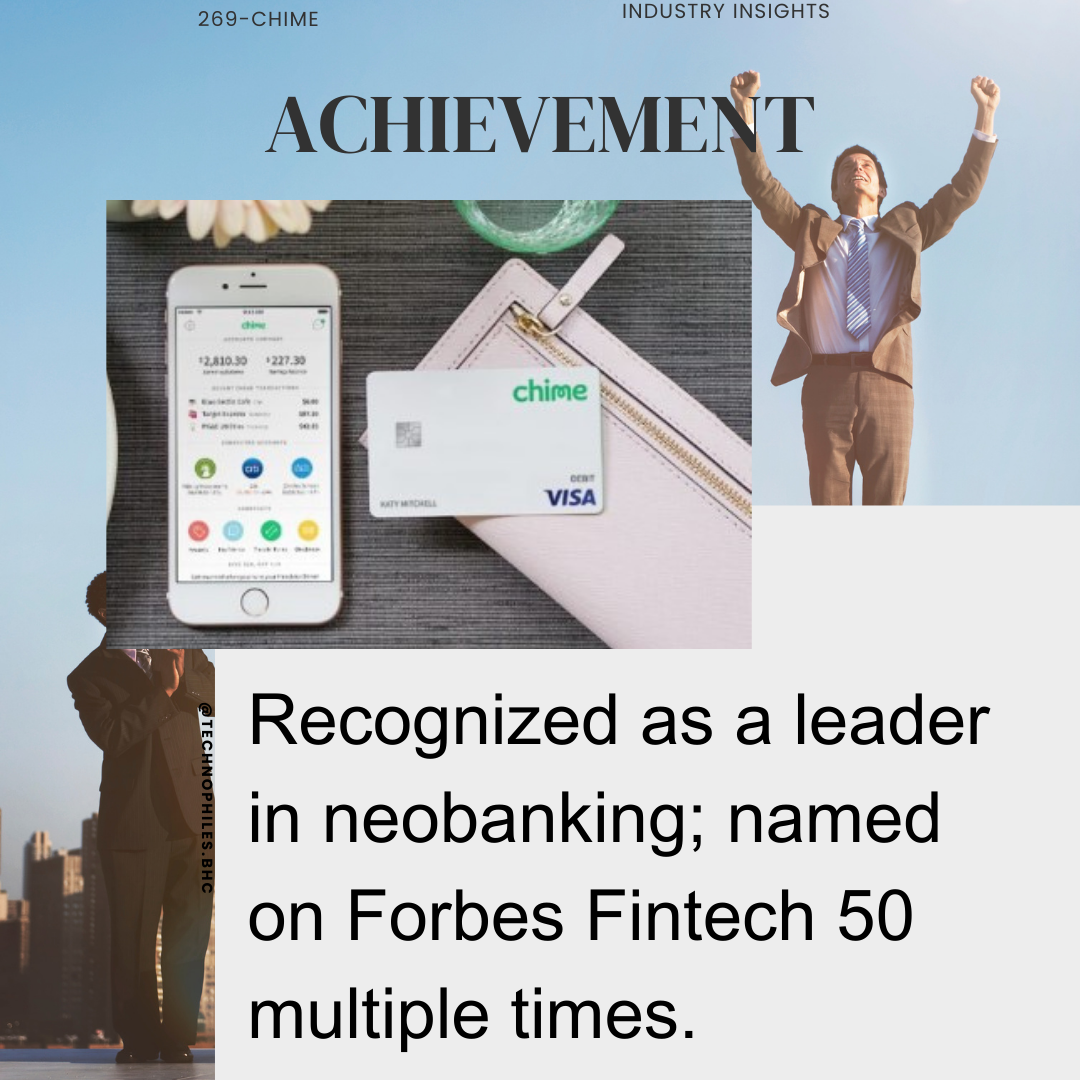 269-CHIME
INDUSTRY INSIGHTS
ACHIEVEMENT
chime
$2,810.30 $227.30
citi
chime
DEBIT
KATY MITCHELL
VISA
@TECHNOPHILES.BHC
Recognized as a leader
in neobanking; named
on Forbes Fintech 50
multiple times.